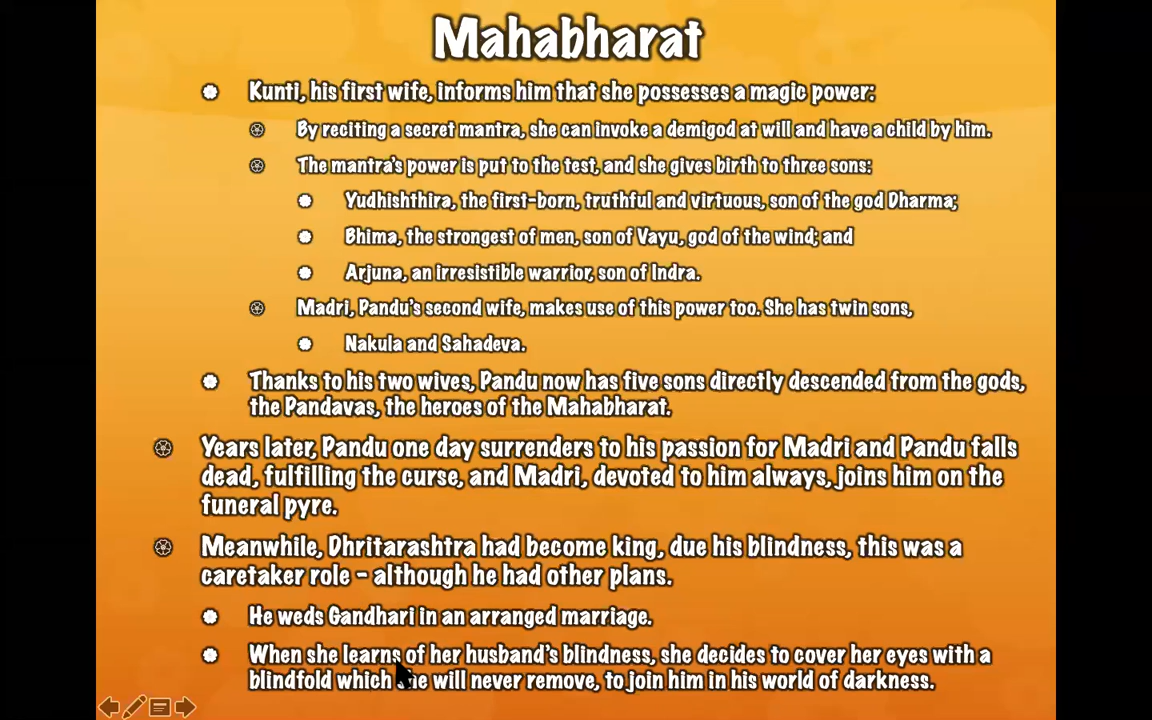 Mahabharat
Kunti, his first wife, informs him that she possesses a magic power:
By reciting a secret mantra, she can invoke a demigod at will and have a child by him.
The mantra's power is put to the test, and she gives birth to three sons:
Yudhishthira, the first-born, truthful and virtuous, son of the god Dharma;
Bhima, the strongest of men, son of Vayu, god of the wind; and
Arjuna, an irresistible warrior, son of Indra.
Madri, Pandu's second wife, makes use of this power too. She has twin sons,
Nakula and Sahadeva.
Thanks to his two wives, Pandu now has five sons directly descended from the gods,
the Pandavas, the heroes of the Mahabharat.
Years later, Pandu one day surrenders to his passion for Madri and Pandu falls
dead, fulfilling the curse, and Madri, devoted to him always, joins him on the
funeral pyre.
Meanwhile, Dhritarashtra had become king, due his blindness, this was a
caretaker role - although he had other plans.
He weds Gandhari in an arranged marriage.
When she learns of her husband's blindness, she decides to cover her eyes with a
blindfold which she will never remove, to join him in his world of darkness.